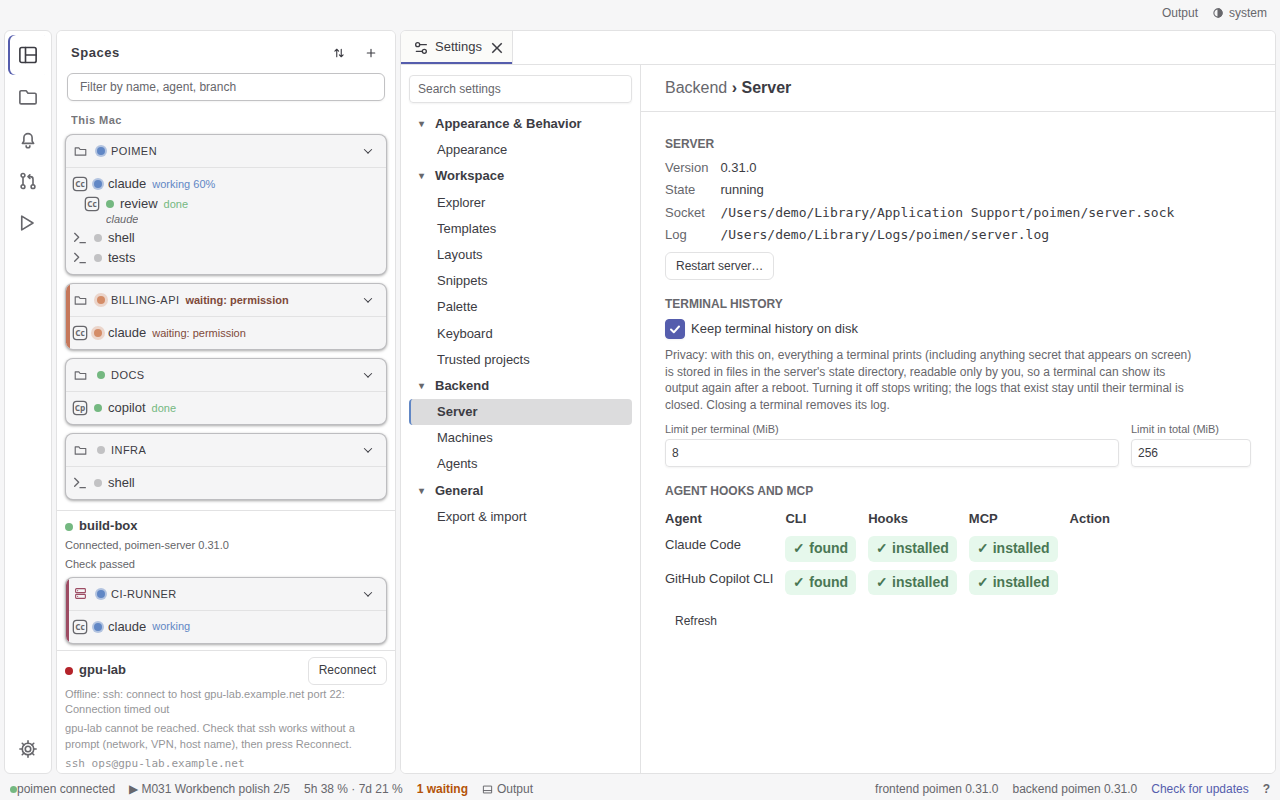 Output system
Spaces
Filter by name, agent, branch
This Mac
POIMEN
Cc claude working 60%
Cc review done
claude
shell
tests
BILLING-API waiting: permission
Cc claude waiting: permission
DOCS
Cp copilot done
INFRA
shell
build-box
Connected, poimen-server 0.31.0
Check passed
CI-RUNNER
Cc claude working
gpu-lab
Reconnect
Offline: ssh: connect to host gpu-lab.example.net port 22:
Connection timed out
gpu-lab cannot be reached. Check that ssh works without a
prompt (network, VPN, host name), then press Reconnect.
ssh ops@gpu-lab.example.net
Settings
Search settings
▾ Appearance & Behavior
Appearance
▾ Workspace
Explorer
Templates
Layouts
Snippets
Palette
Keyboard
Trusted projects
▾ Backend
Server
Machines
Agents
▾ General
Export & import
Backend › Server
SERVER
Version 0.31.0
State running
Socket /Users/demo/Library/Application Support/poimen/server.sock
Log /Users/demo/Library/Logs/poimen/server.log
Restart server…
TERMINAL HISTORY
Keep terminal history on disk
Privacy: with this on, everything a terminal prints (including anything secret that appears on screen)
is stored in files in the server's state directory, readable only by you, so a terminal can show its
output again after a reboot. Turning it off stops writing; the logs that exist stay until their terminal is
closed. Closing a terminal removes its log.
Limit per terminal (MiB) Limit in total (MiB)
8 256
AGENT HOOKS AND MCP
Agent CLI Hooks MCP Action
Claude Code ✓ found ✓ installed ✓ installed
GitHub Copilot CLI ✓ found ✓ installed ✓ installed
Refresh
poimen connected ▶ M031 Workbench polish 2/5 5h 38 % · 7d 21 % 1 waiting Output frontend poimen 0.31.0 backend poimen 0.31.0 Check for updates ?